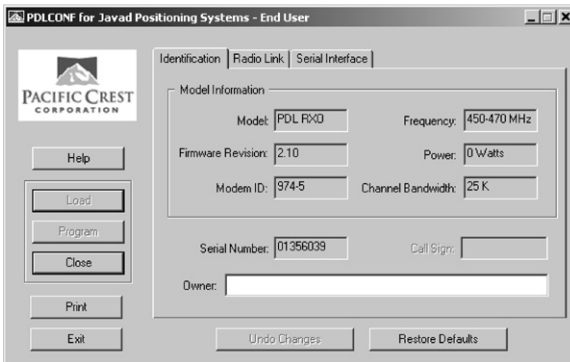 PDLCONF for Javad Positioning Systems - End User
PACIFIC CREST
CORPORATION
Help
Load
Program
Close
Print
Exit
Identification Radio Link Serial Interface
Model Information
Model: PDL RXO Frequency: 450-470 MHz
Firmware Revision: 2.10 Power: 0 Watts
Modem ID: 974-5 Channel Bandwidth: 25 K
Serial Number: 01356039 Call Sign:
Owner:
Undo Changes Restore Defaults